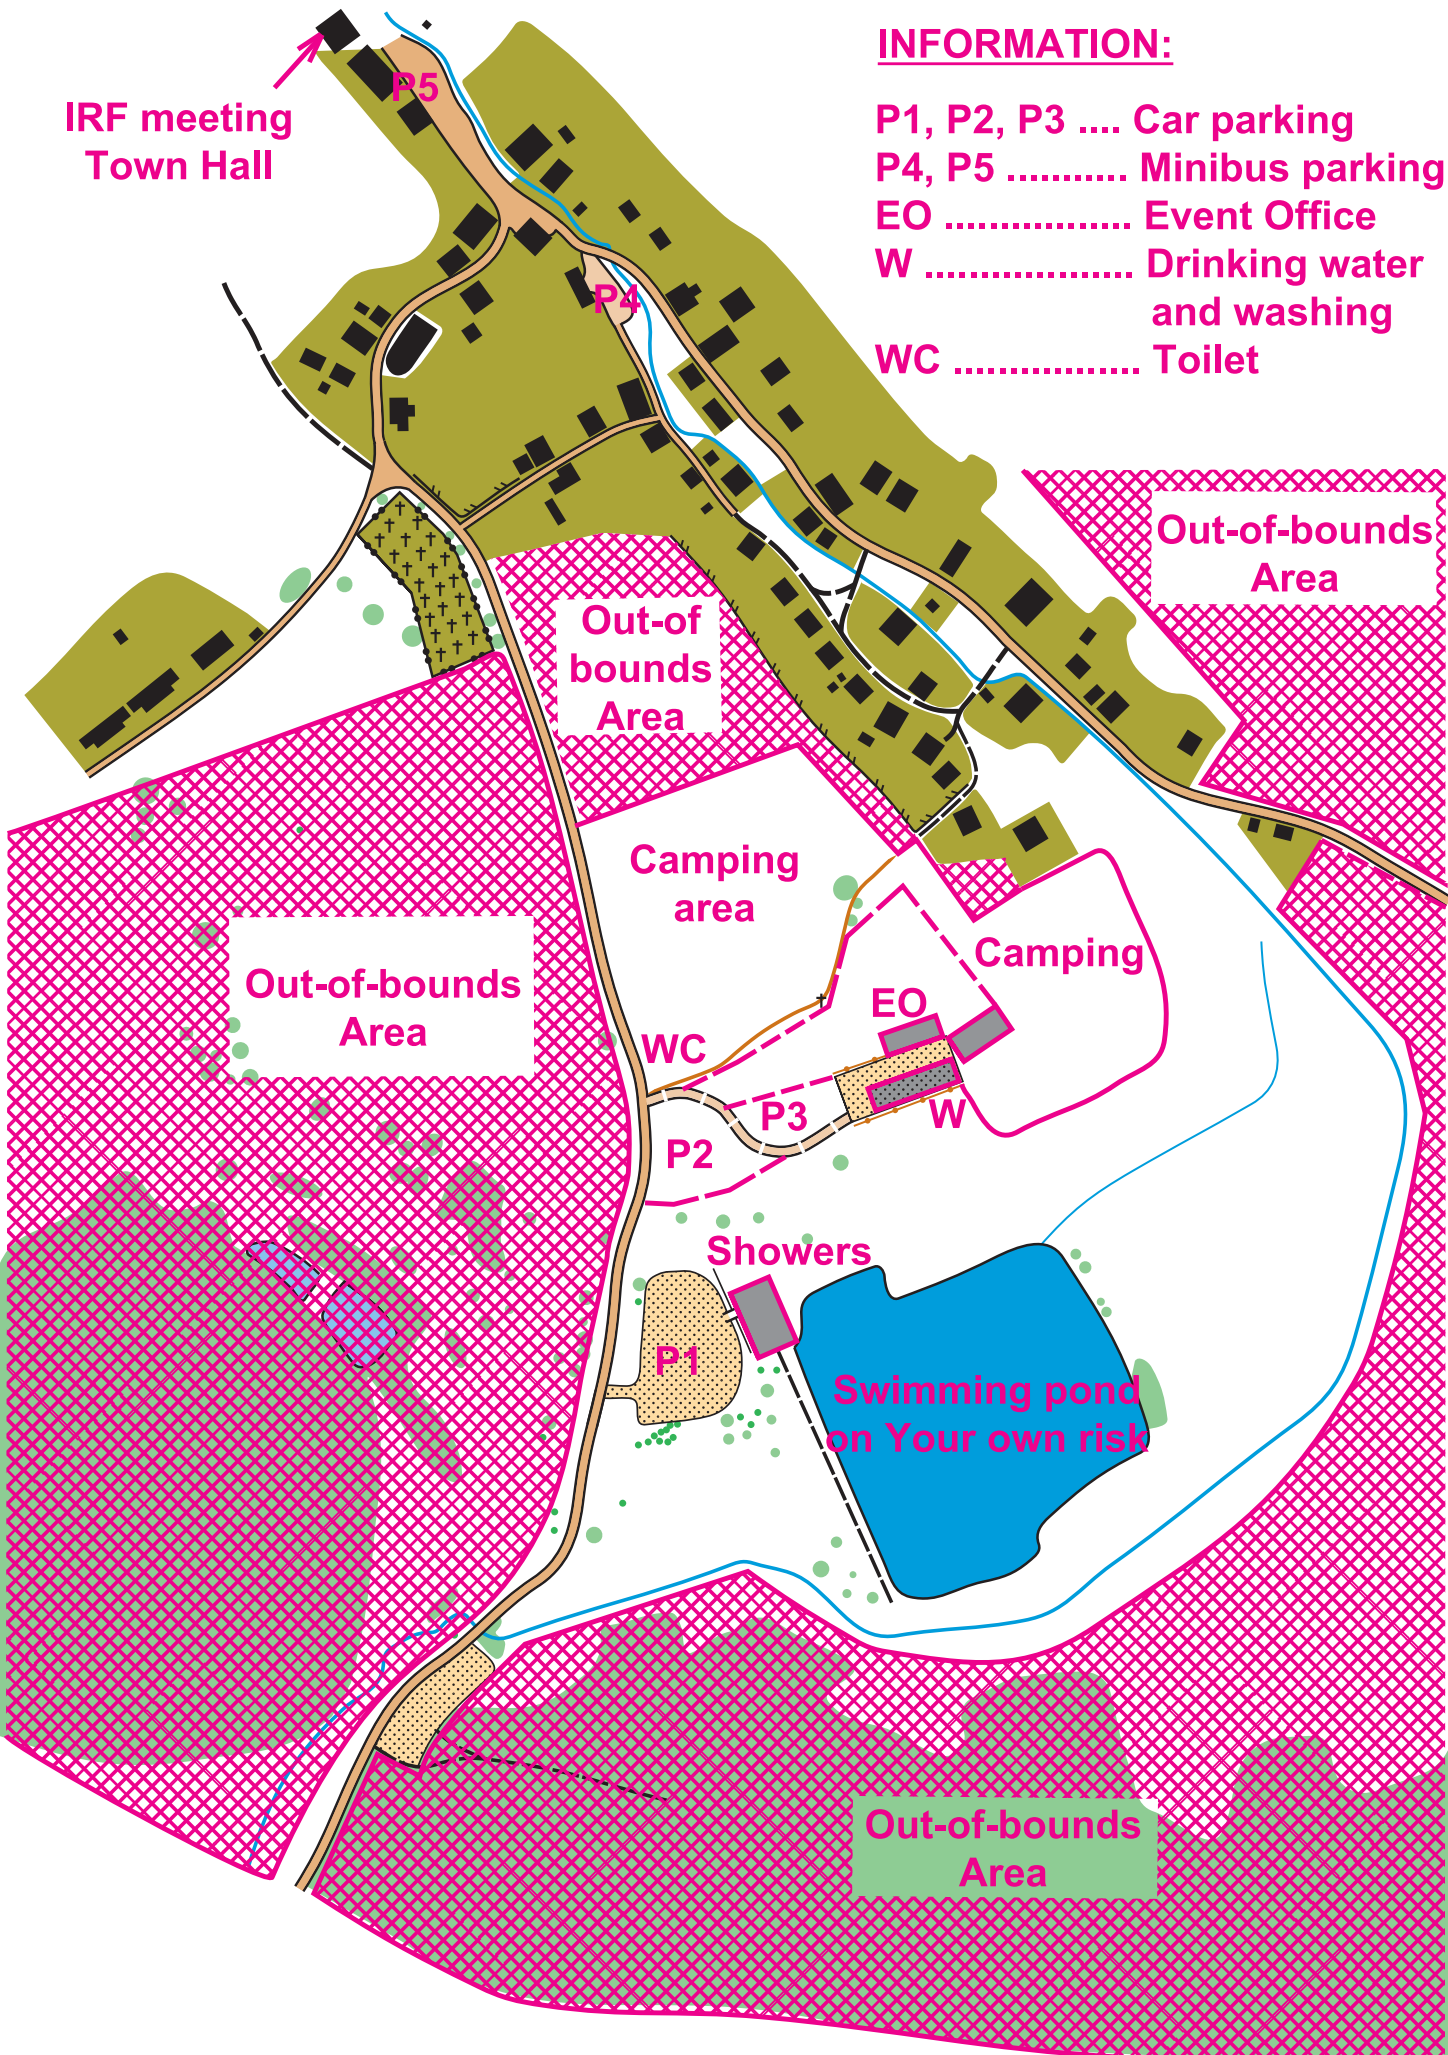 INFORMATION:
P1, P2, P3 .... Car parking
P4, P5 ........... Minibus parking
EO ................. Event Office
W ................... Drinking water
and washing
WC ................. Toilet
P5
IRF meeting
Town Hall
P4
Out-of-bounds
Area
Out-of
bounds
Area
Camping
area
Camping
Out-of-bounds
Area
EO
WC
P3
W
P2
Showers
P1
Swimming pond
on Your own risk
Out-of-bounds
Area